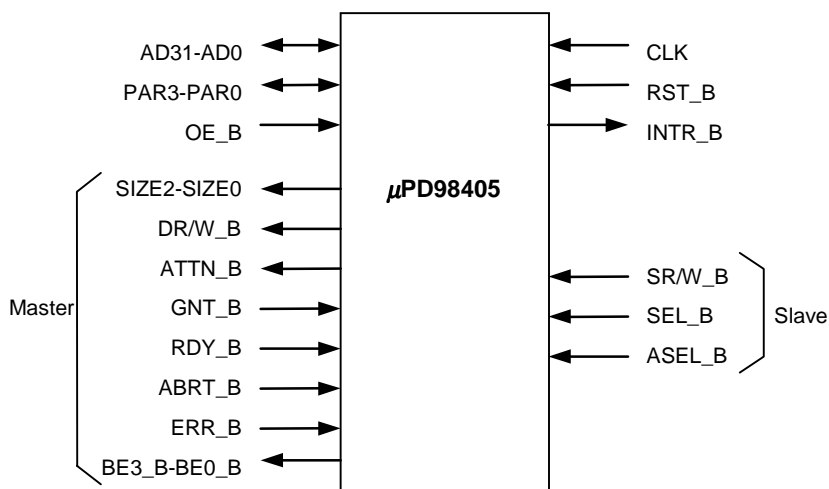 AD31-AD0
PAR3-PAR0
OE_B
SIZE2-SIZE0
DR/W_B
ATTN_B
Master
GNT_B
RDY_B
ABRT_B
ERR_B
BE3_B-BE0_B
μPD98405
CLK
RST_B
INTR_B
SR/W_B
SEL_B
Slave
ASEL_B